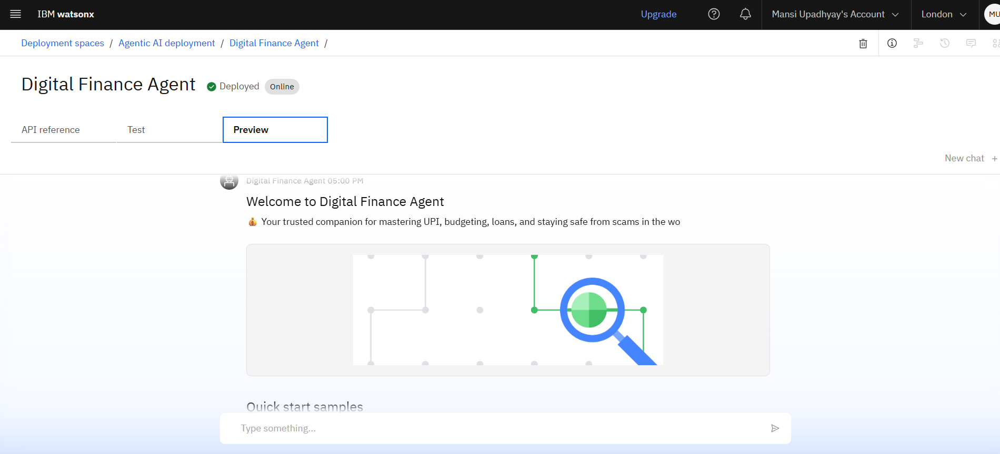 IBM watsonx
Upgrade
Mansi Upadhyay's Account
London
MU
Deployment spaces / Agentic AI deployment / Digital Finance Agent /
Digital Finance Agent
Deployed
Online
API reference
Test
Preview
New chat +
Digital Finance Agent 05:00 PM
Welcome to Digital Finance Agent
💰 Your trusted companion for mastering UPI, budgeting, loans, and staying safe from scams in the wo
Quick start samples
Type something...